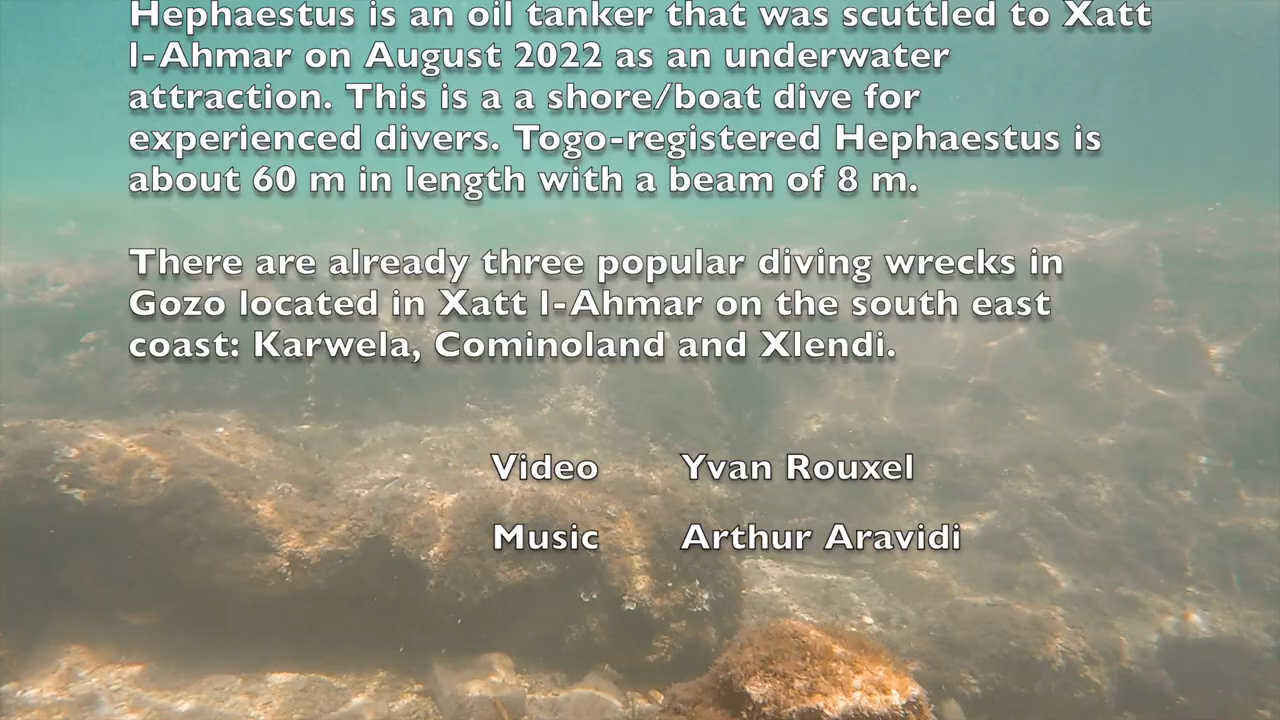 Hephaestus is an oil tanker that was scuttled to Xatt
l-Ahmar on August 2022 as an underwater
attraction. This is a a shore/boat dive for
experienced divers. Togo-registered Hephaestus is
about 60 m in length with a beam of 8 m.
There are already three popular diving wrecks in
Gozo located in Xatt l-Ahmar on the south east
coast: Karwela, Cominoland and Xlendi.
Video Yvan Rouxel
Music Arthur Aravidi